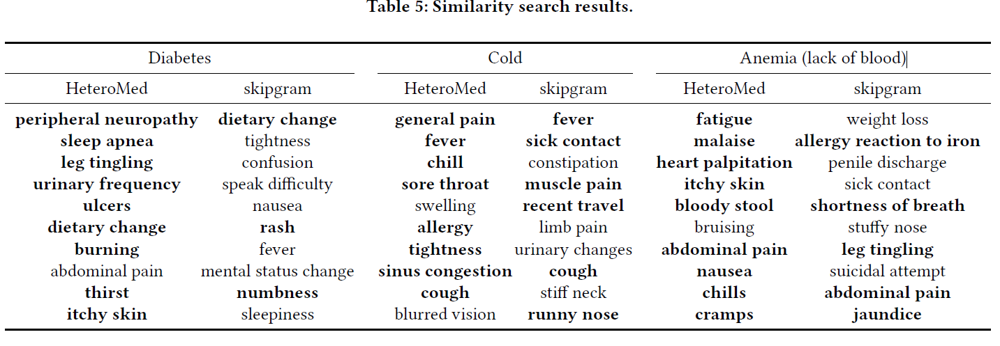 Table 5: Similarity search results.
Diabetes Cold Anemia (lack of blood)
HeteroMed skipgram HeteroMed skipgram HeteroMed skipgram
peripheral neuropathy dietary change general pain fever fatigue weight loss
sleep apnea tightness fever sick contact malaise allergy reaction to iron
leg tingling confusion chill constipation heart palpitation penile discharge
urinary frequency speak difficulty sore throat muscle pain itchy skin sick contact
ulcers nausea swelling recent travel bloody stool shortness of breath
dietary change rash allergy limb pain bruising stuffy nose
burning fever tightness urinary changes abdominal pain leg tingling
abdominal pain mental status change sinus congestion cough nausea suicidal attempt
thirst numbness cough stiff neck chills abdominal pain
itchy skin sleepiness blurred vision runny nose cramps jaundice